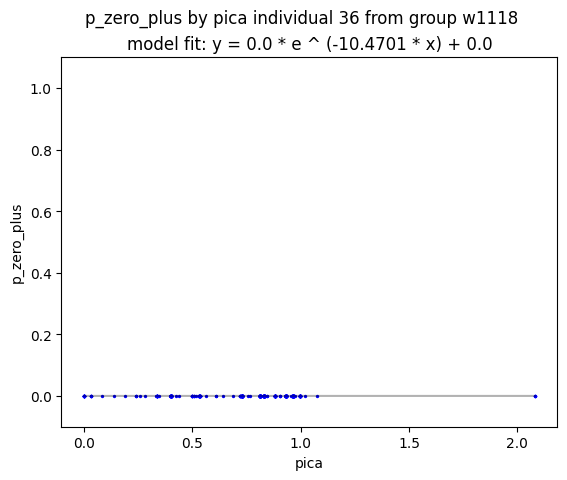 p_zero_plus by pica individual 36 from group w1118
model fit: y = 0.0 * e ^ (-10.4701 * x) + 0.0
1.0
0.8
0.6
0.4
0.2
0.0
p_zero_plus
0.0 0.5 1.0 1.5 2.0
pica